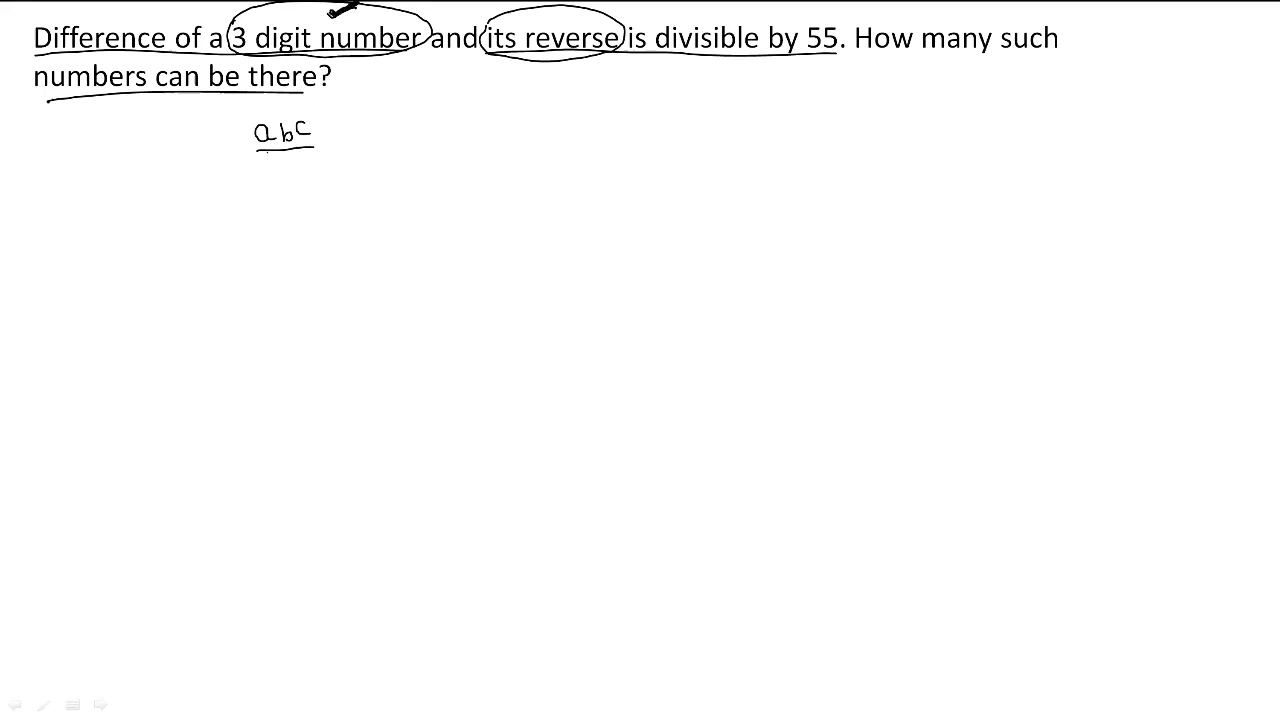 Difference of a 3 digit number and its reverse is divisible by 55. How many such
numbers can be there?
abc